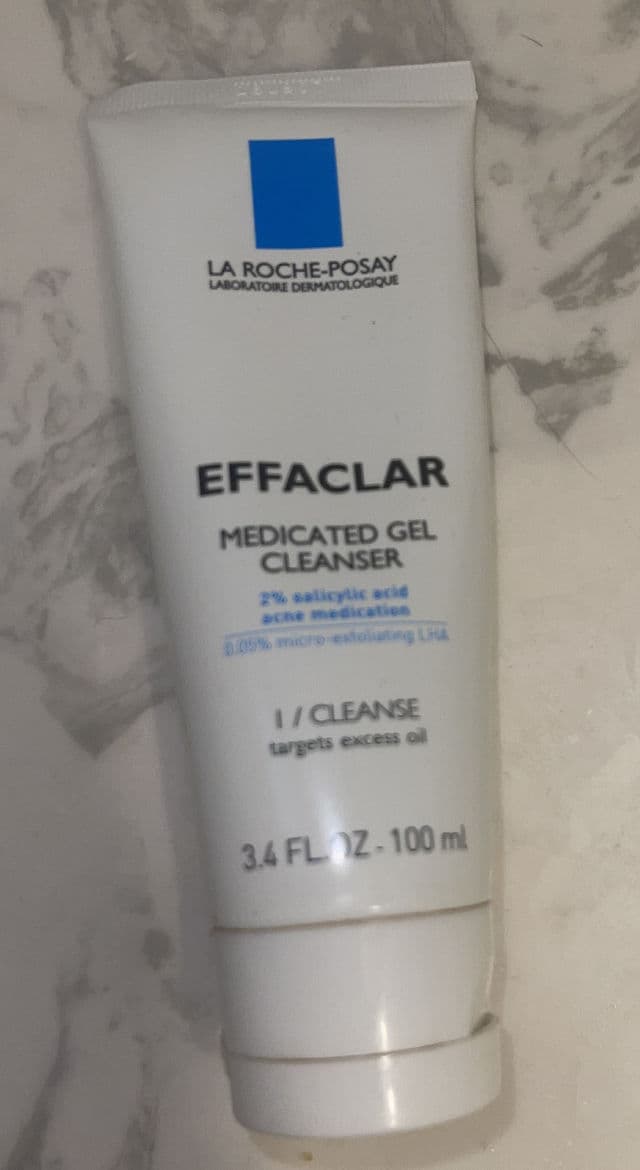 LA ROCHE-POSAY
LABORATOIRE DERMATOLOGIQUE
EFFACLAR
MEDICATED GEL
CLEANSER
2% salicylic acid
acne medication
0.05% micro-exfoliating LHA
1 / CLEANSE
targets excess oil
3.4 FL.OZ - 100 ml